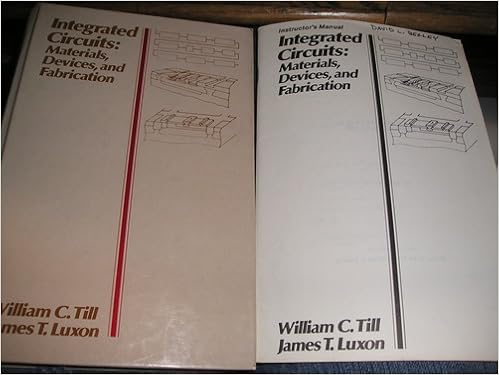 Integrated
Circuits:
Materials,
Devices, and
Fabrication
William C. Till
James T. Luxon
Instructor's Manual
Integrated
Circuits:
Materials,
Devices, and
Fabrication
William C. Till
James T. Luxon
DAVID L.